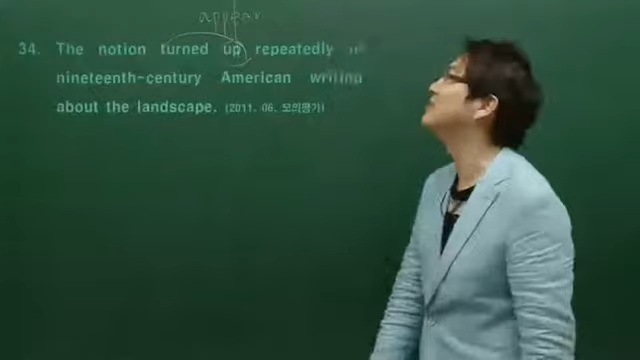 appear
34. The notion turned up repeatedly in
nineteenth-century American writing
about the landscape. (2011. 06. 모의평가)